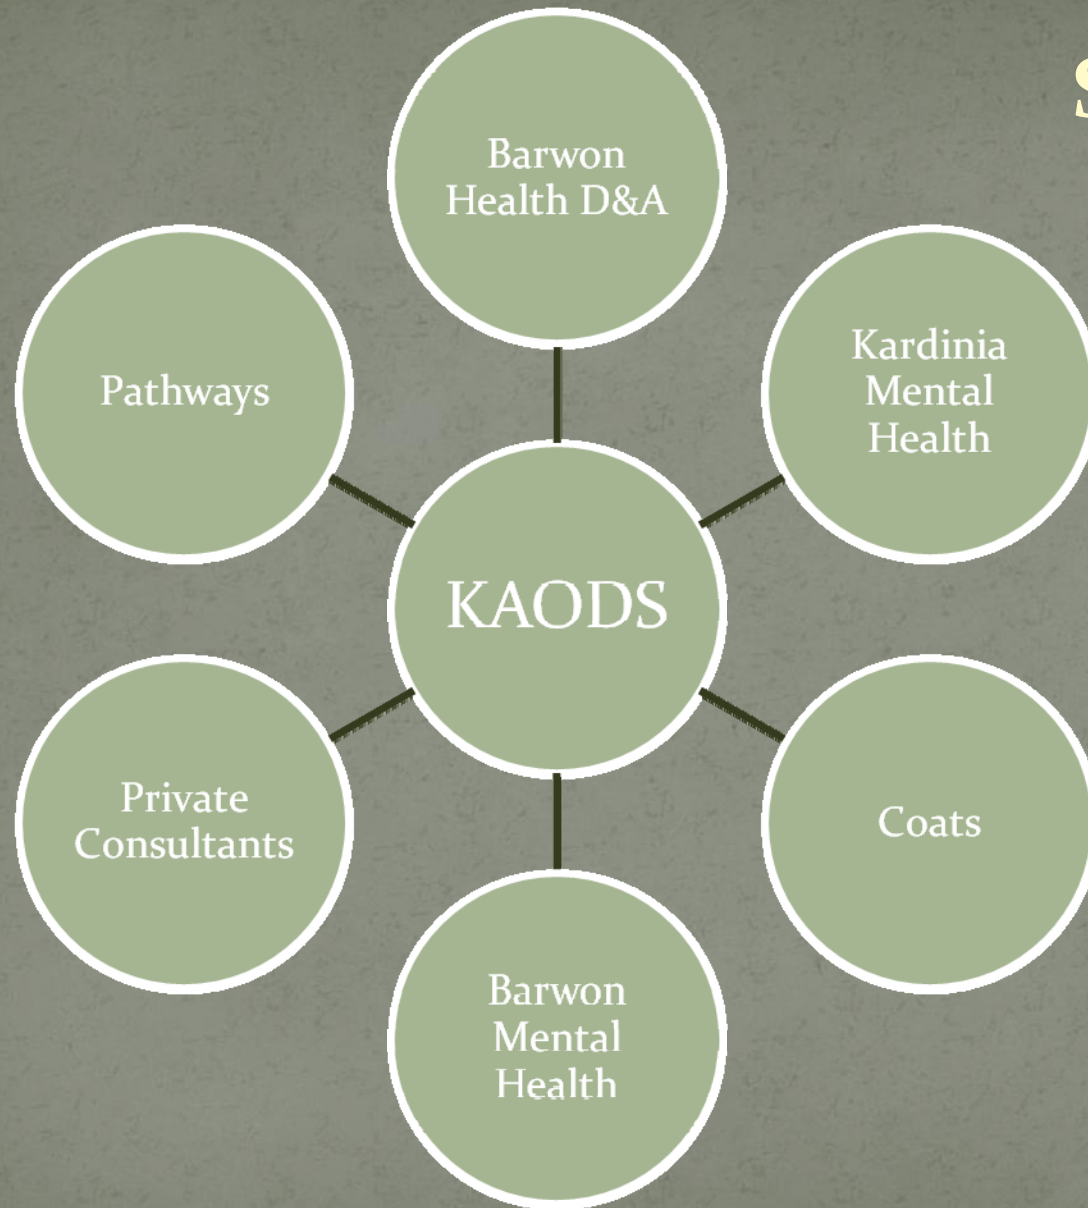 Barwon
Health D&A
Kardinia
Mental
Health
Pathways
KAODS
Private
Consultants
Coats
Barwon
Mental
Health